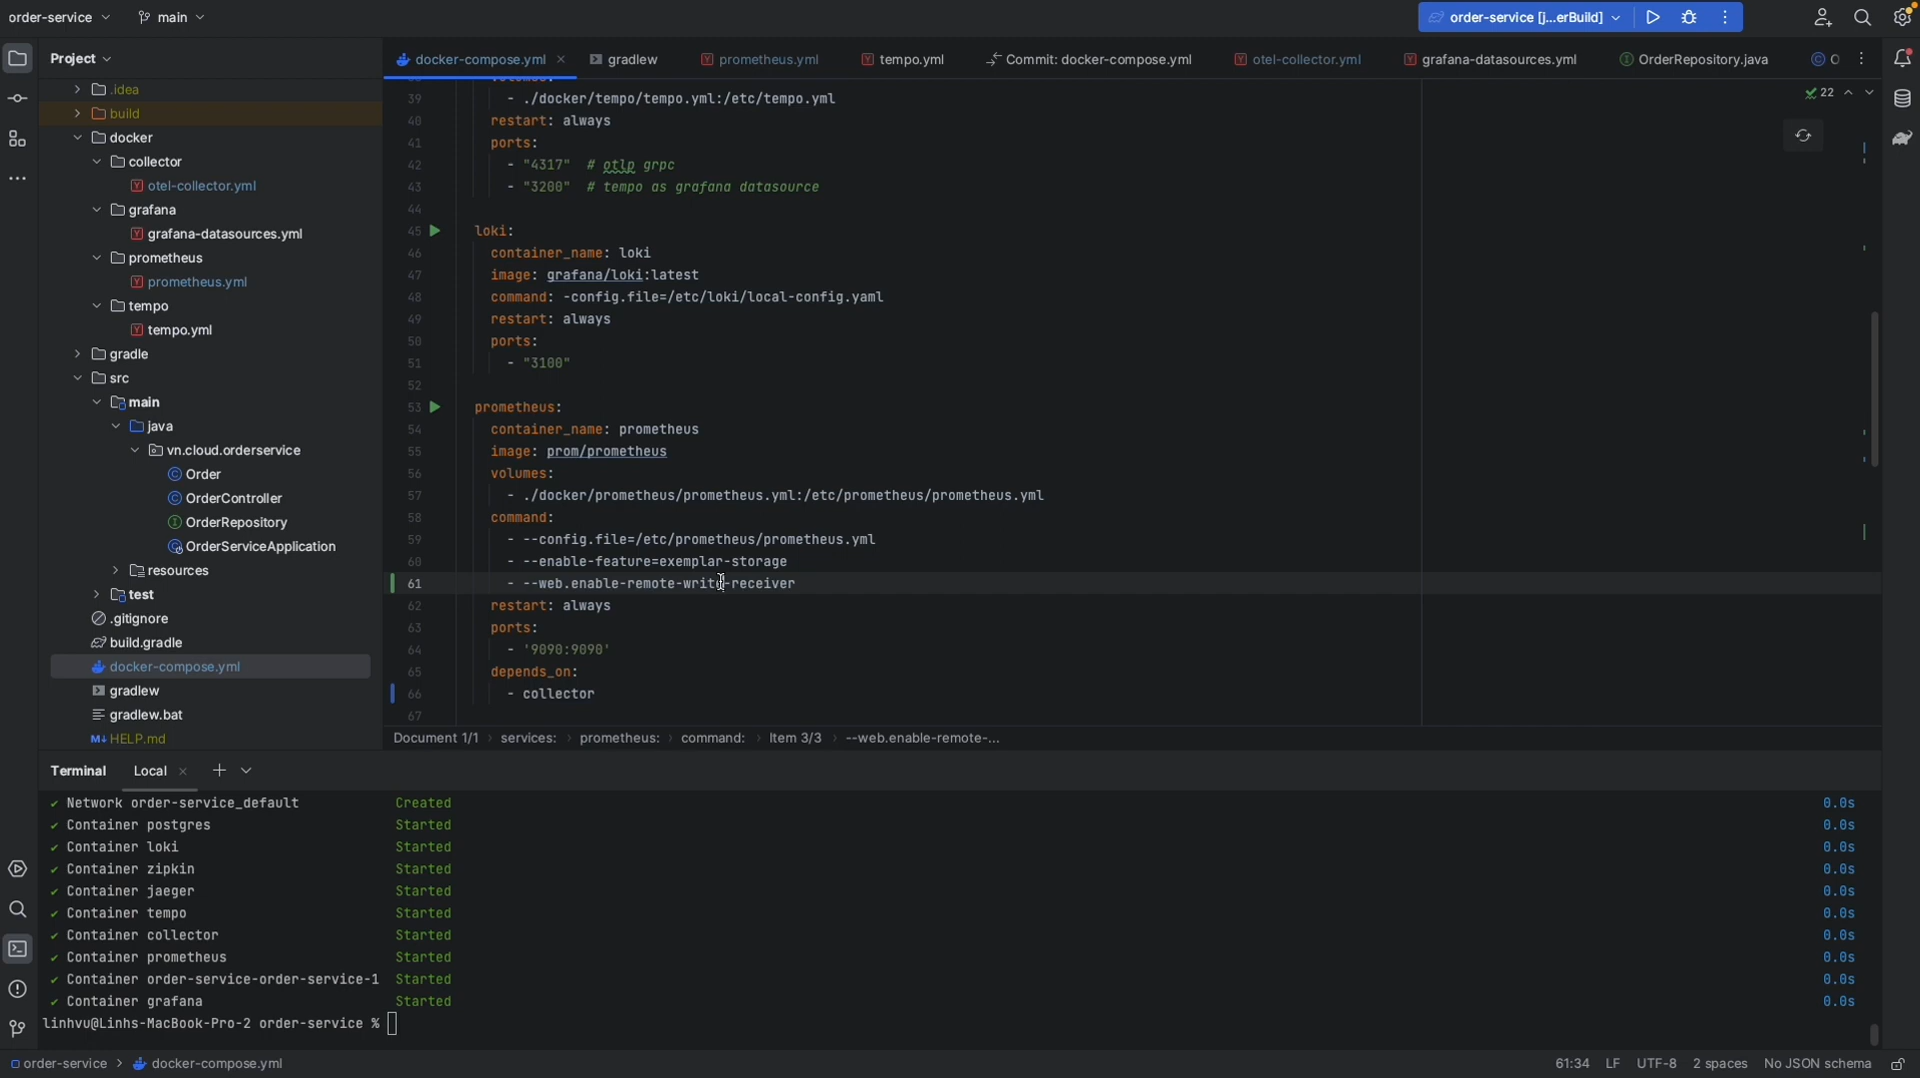 order-service
main
order-service [j...erBuild]
Project
docker-compose.yml
gradlew
prometheus.yml
tempo.yml
Commit: docker-compose.yml
otel-collector.yml
grafana-datasources.yml
OrderRepository.java
.idea
build
docker
collector
otel-collector.yml
grafana
grafana-datasources.yml
prometheus
prometheus.yml
tempo
tempo.yml
gradle
src
main
java
vn.cloud.orderservice
Order
OrderController
OrderRepository
OrderServiceApplication
resources
test
.gitignore
build.gradle
docker-compose.yml
gradlew
gradlew.bat
HELP.md
22
39 - ./docker/tempo/tempo.yml:/etc/tempo.yml
40 restart: always
41 ports:
42 - "4317" # otlp grpc
43 - "3200" # tempo as grafana datasource
44
45 loki:
46 container_name: loki
47 image: grafana/loki:latest
48 command: -config.file=/etc/loki/local-config.yaml
49 restart: always
50 ports:
51 - "3100"
52
53 prometheus:
54 container_name: prometheus
55 image: prom/prometheus
56 volumes:
57 - ./docker/prometheus/prometheus.yml:/etc/prometheus/prometheus.yml
58 command:
59 - --config.file=/etc/prometheus/prometheus.yml
60 - --enable-feature=exemplar-storage
61 - --web.enable-remote-write-receiver
62 restart: always
63 ports:
64 - '9090:9090'
65 depends_on:
66 - collector
67
Document 1/1 › services: › prometheus: › command: › Item 3/3 › --web.enable-remote-...
Terminal Local
✓ Network order-service_default Created 0.0s
✓ Container postgres Started 0.0s
✓ Container loki Started 0.0s
✓ Container zipkin Started 0.0s
✓ Container jaeger Started 0.0s
✓ Container tempo Started 0.0s
✓ Container collector Started 0.0s
✓ Container prometheus Started 0.0s
✓ Container order-service-order-service-1 Started 0.0s
✓ Container grafana Started 0.0s
linhvu@Linhs-MacBook-Pro-2 order-service %
order-service › docker-compose.yml
61:34 LF UTF-8 2 spaces No JSON schema